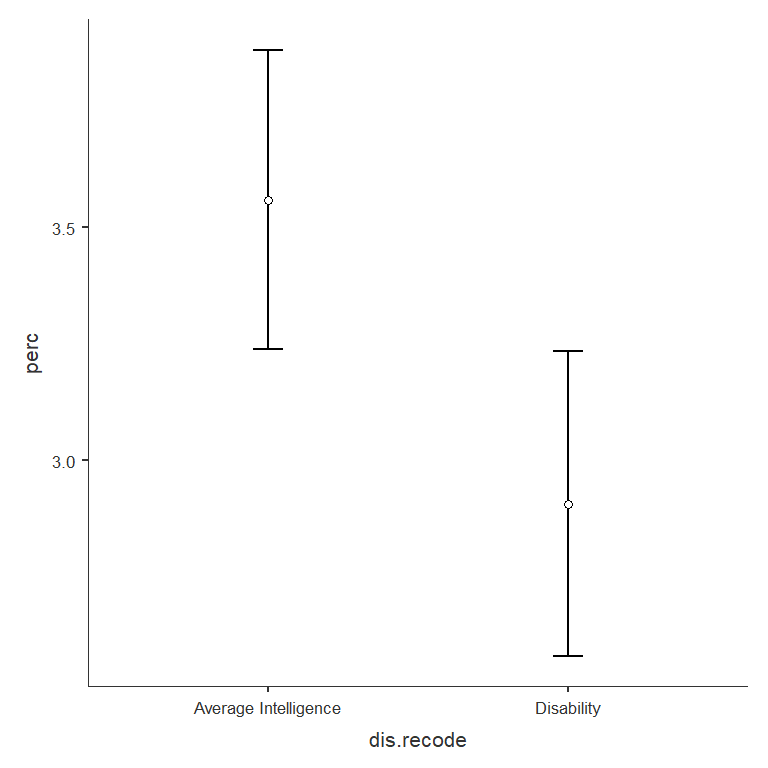 perc
3.5
3.0
Average Intelligence
Disability
dis.recode